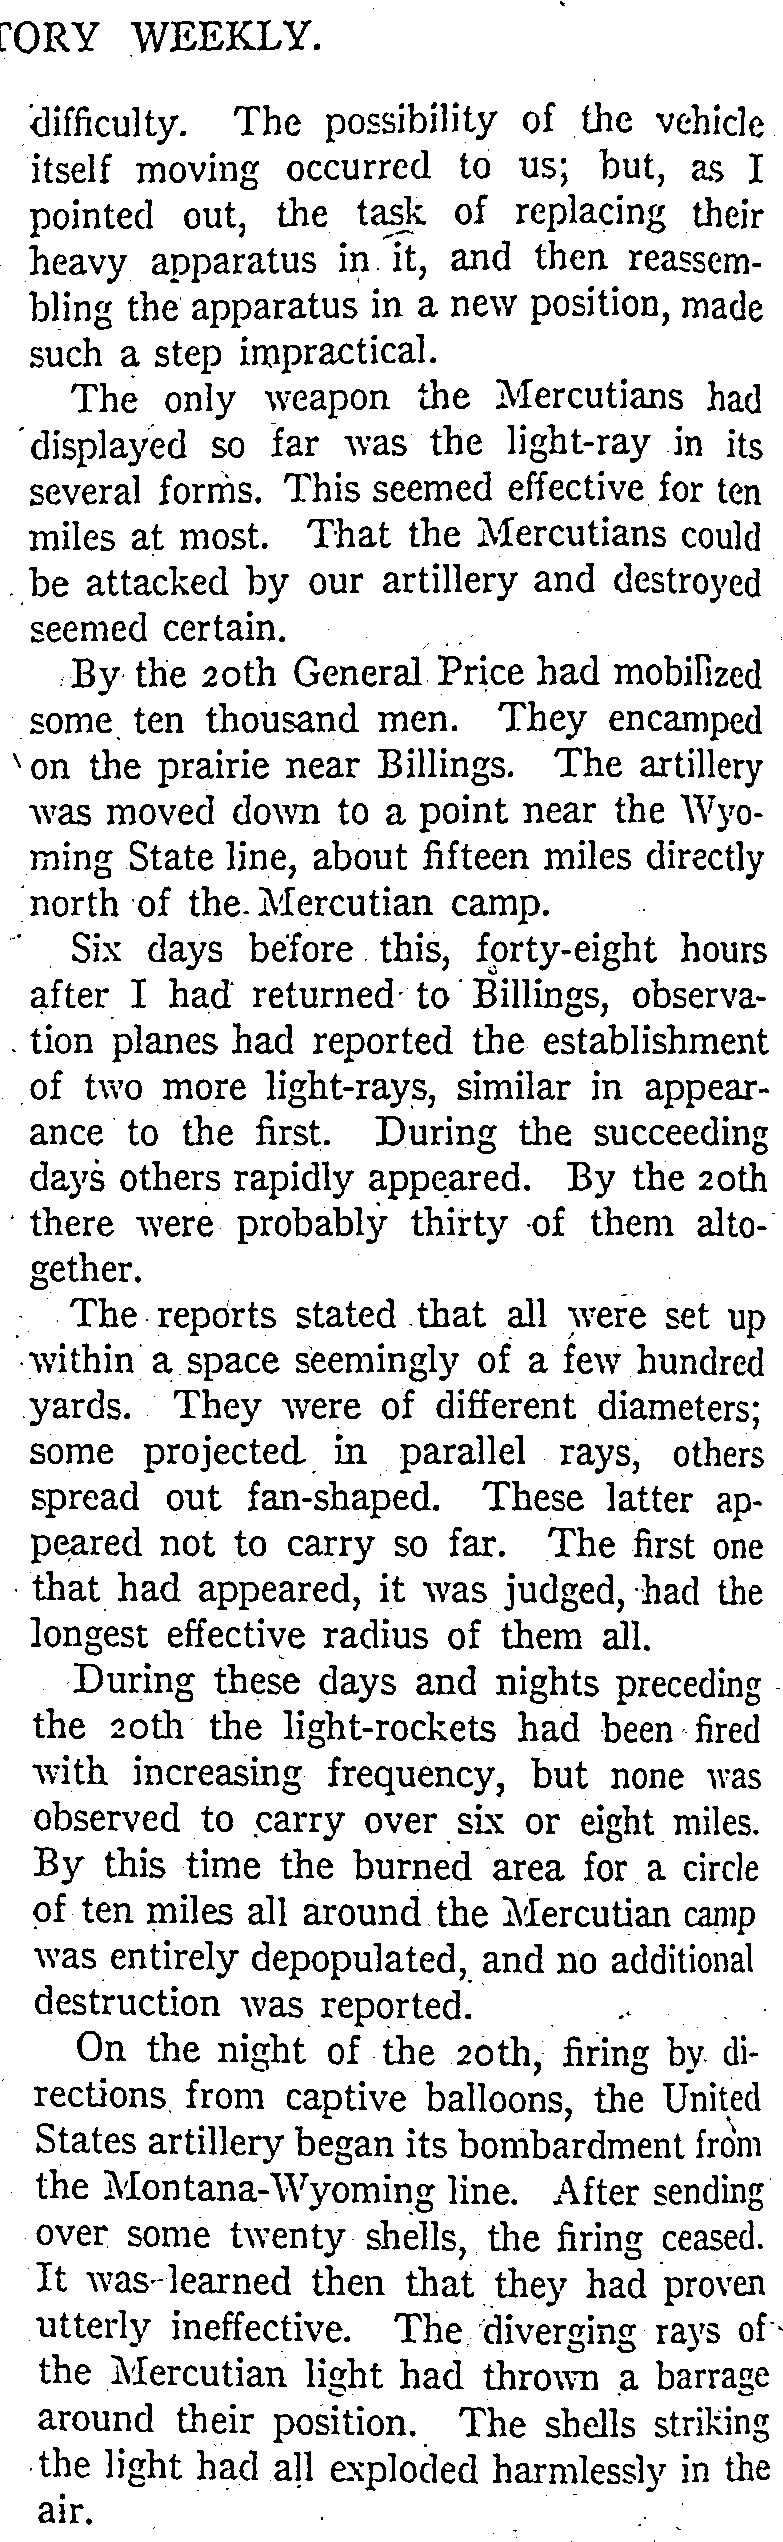 TORY WEEKLY.
difficulty. The possibility of the vehicle
itself moving occurred to us; but, as I
pointed out, the task of replacing their
heavy apparatus in it, and then reassem-
bling the apparatus in a new position, made
such a step impractical.
The only weapon the Mercutians had
displayed so far was the light-ray in its
several forms. This seemed effective for ten
miles at most. That the Mercutians could
be attacked by our artillery and destroyed
seemed certain.
By the 20th General Price had mobilized
some ten thousand men. They encamped
on the prairie near Billings. The artillery
was moved down to a point near the Wyo-
ming State line, about fifteen miles directly
north of the Mercutian camp.
Six days before this, forty-eight hours
after I had returned to Billings, observa-
tion planes had reported the establishment
of two more light-rays, similar in appear-
ance to the first. During the succeeding
days others rapidly appeared. By the 20th
there were probably thirty of them alto-
gether.
The reports stated that all were set up
within a space seemingly of a few hundred
yards. They were of different diameters;
some projected in parallel rays, others
spread out fan-shaped. These latter ap-
peared not to carry so far. The first one
that had appeared, it was judged, had the
longest effective radius of them all.
During these days and nights preceding
the 20th the light-rockets had been fired
with increasing frequency, but none was
observed to carry over six or eight miles.
By this time the burned area for a circle
of ten miles all around the Mercutian camp
was entirely depopulated, and no additional
destruction was reported.
On the night of the 20th, firing by di-
rections from captive balloons, the United
States artillery began its bombardment from
the Montana-Wyoming line. After sending
over some twenty shells, the firing ceased.
It was learned then that they had proven
utterly ineffective. The diverging rays of
the Mercutian light had thrown a barrage
around their position. The shells striking
the light had all exploded harmlessly in the
air.